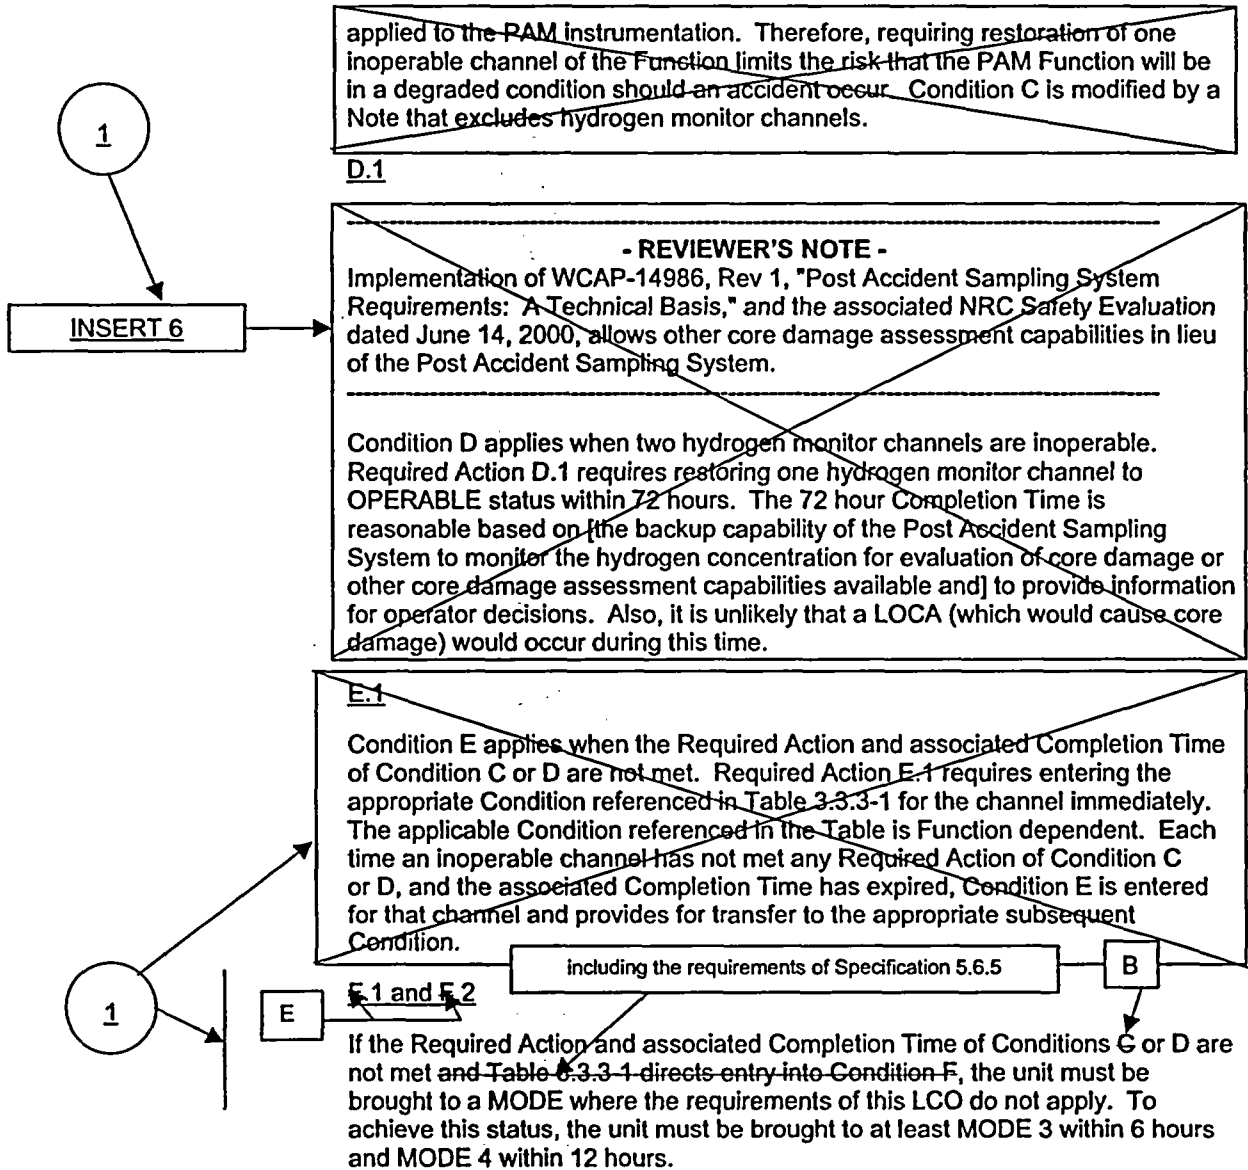 applied to the PAM instrumentation. Therefore, requiring restoration of one
inoperable channel of the Function limits the risk that the PAM Function will be
in a degraded condition should an accident occur. Condition C is modified by a
Note that excludes hydrogen monitor channels.
1
D.1
- REVIEWER'S NOTE -
Implementation of WCAP-14986, Rev 1, "Post Accident Sampling System
Requirements: A Technical Basis," and the associated NRC Safety Evaluation
dated June 14, 2000, allows other core damage assessment capabilities in lieu
of the Post Accident Sampling System.
INSERT 6
Condition D applies when two hydrogen monitor channels are inoperable.
Required Action D.1 requires restoring one hydrogen monitor channel to
OPERABLE status within 72 hours. The 72 hour Completion Time is
reasonable based on [the backup capability of the Post Accident Sampling
System to monitor the hydrogen concentration for evaluation of core damage or
other core damage assessment capabilities available and] to provide information
for operator decisions. Also, it is unlikely that a LOCA (which would cause core
damage) would occur during this time.
E.1
Condition E applies when the Required Action and associated Completion Time
of Condition C or D are not met. Required Action E.1 requires entering the
appropriate Condition referenced in Table 3.3.3-1 for the channel immediately.
The applicable Condition referenced in the Table is Function dependent. Each
time an inoperable channel has not met any Required Action of Condition C
or D, and the associated Completion Time has expired, Condition E is entered
for that channel and provides for transfer to the appropriate subsequent
Condition.
including the requirements of Specification 5.6.5
B
1
E
F.1 and F.2
If the Required Action and associated Completion Time of Conditions C or D are
not met and Table 3.3.3-1 directs entry into Condition F, the unit must be
brought to a MODE where the requirements of this LCO do not apply. To
achieve this status, the unit must be brought to at least MODE 3 within 6 hours
and MODE 4 within 12 hours.